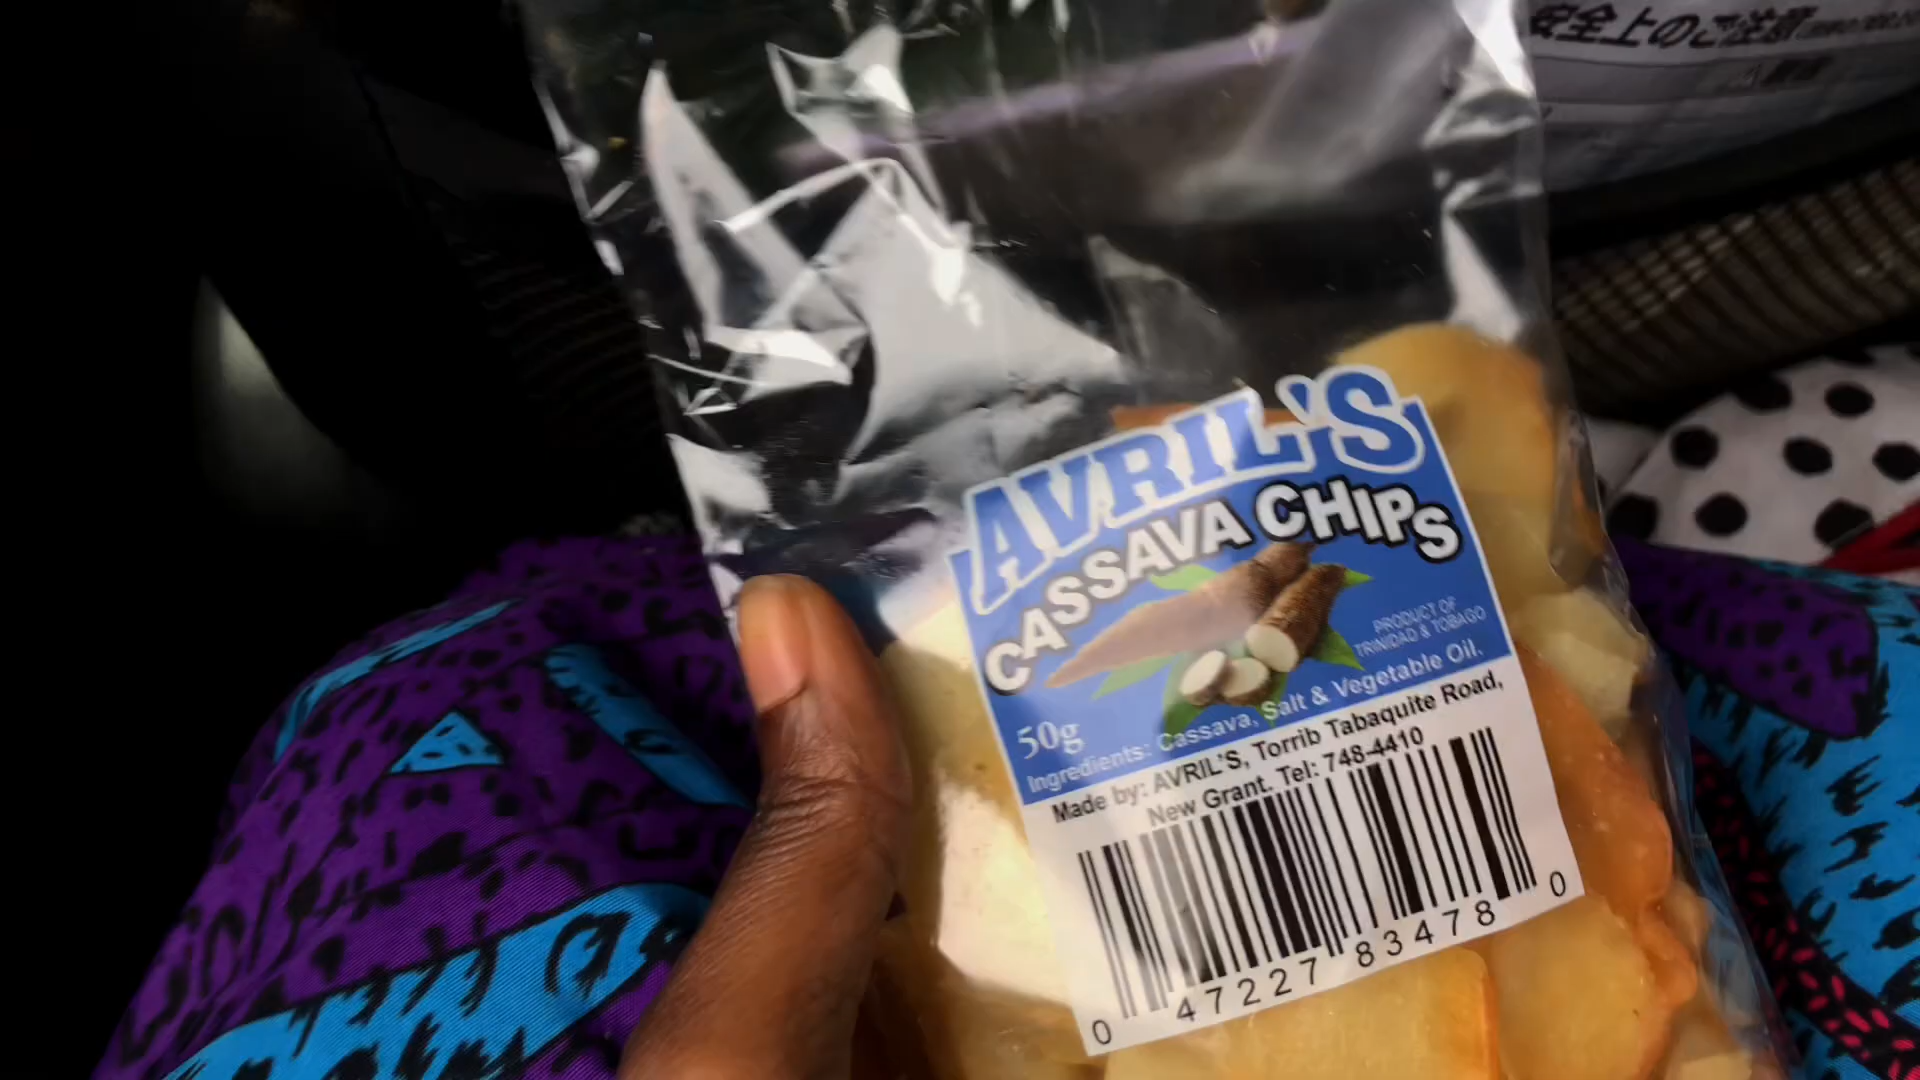 安全上のご注意
AVRIL'S
CASSAVA CHIPS
PRODUCT OF
TRINIDAD & TOBAGO
50g
Ingredients: Cassava, Salt & Vegetable Oil.
Made by: AVRIL'S, Torrib Tabaquite Road,
New Grant. Tel: 748-4410
0 47227 83478 0